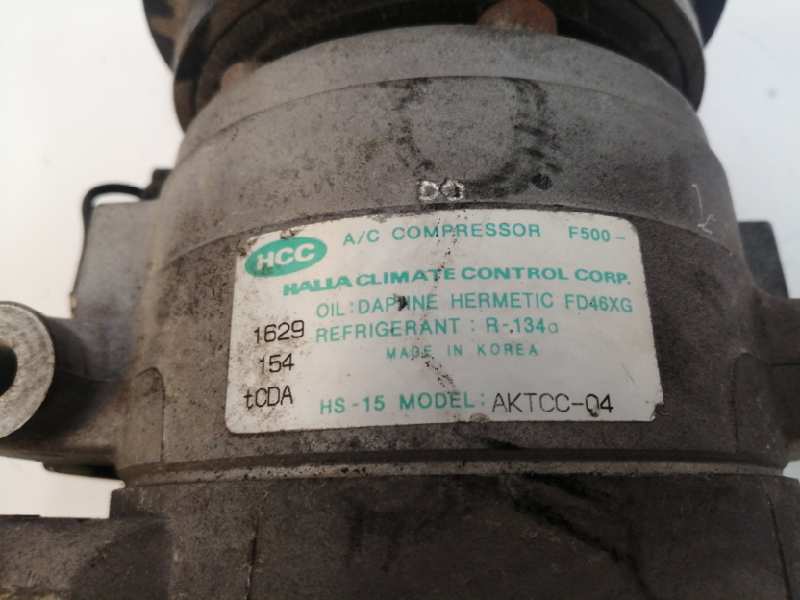 HCC
A/C COMPRESSOR F500-
HALLA CLIMATE CONTROL CORP.
OIL: DAPHNE HERMETIC FD46XG
1629
REFRIGERANT : R-134a
154
MADE IN KOREA
tCDA
HS-15 MODEL: AKTCC-04